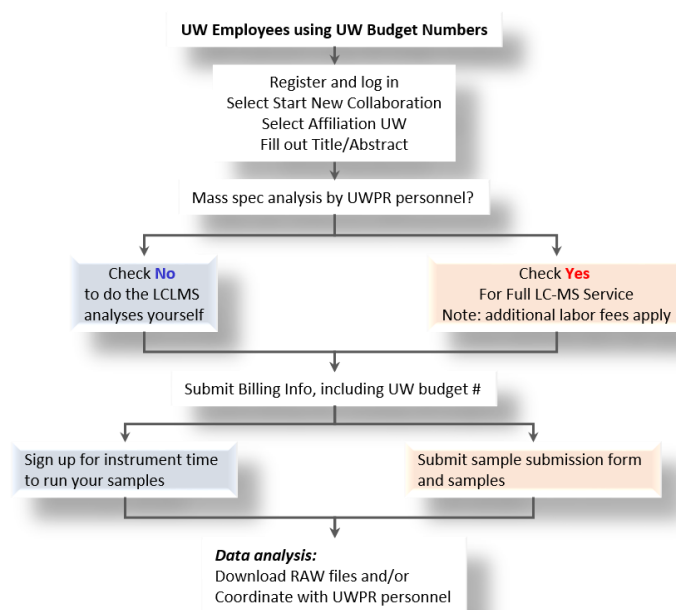 UW Employees using UW Budget Numbers
Register and log in
Select Start New Collaboration
Select Affiliation UW
Fill out Title/Abstract
Mass spec analysis by UWPR personnel?
Check No
to do the LCLMS
analyses yourself
Check Yes
For Full LC-MS Service
Note: additional labor fees apply
Submit Billing Info, including UW budget #
Sign up for instrument time
to run your samples
Submit sample submission form
and samples
Data analysis:
Download RAW files and/or
Coordinate with UWPR personnel